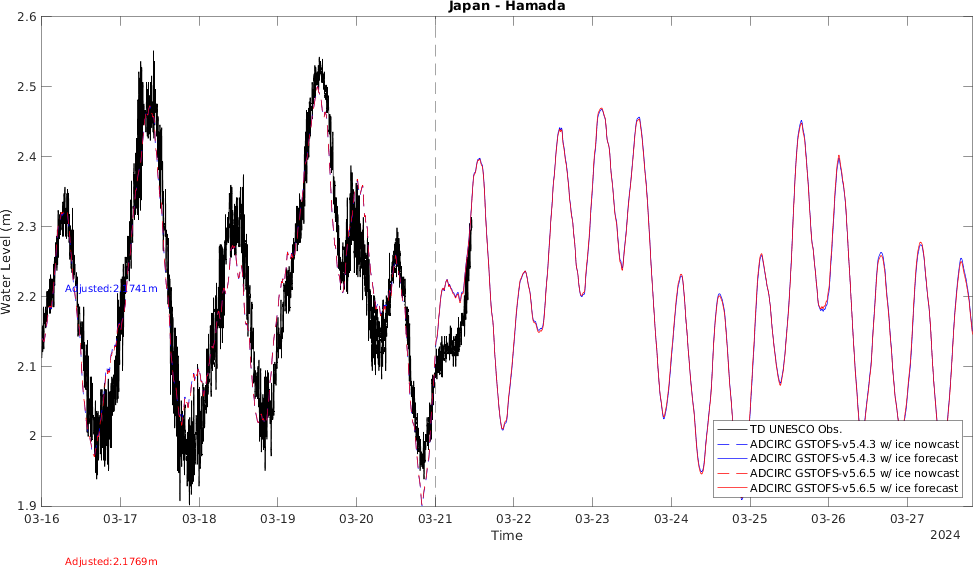 Japan - Hamada
2.6
2.5
2.4
2.3
2.2
2.1
2
1.9
Water Level (m)
Adjusted:2.1741m
TD UNESCO Obs.
ADCIRC GSTOFS-v5.4.3 w/ ice nowcast
ADCIRC GSTOFS-v5.4.3 w/ ice forecast
ADCIRC GSTOFS-v5.6.5 w/ ice nowcast
ADCIRC GSTOFS-v5.6.5 w/ ice forecast
03-16 03-17 03-18 03-19 03-20 03-21 03-22 03-23 03-24 03-25 03-26 03-27
Time
2024
Adjusted:2.1769m